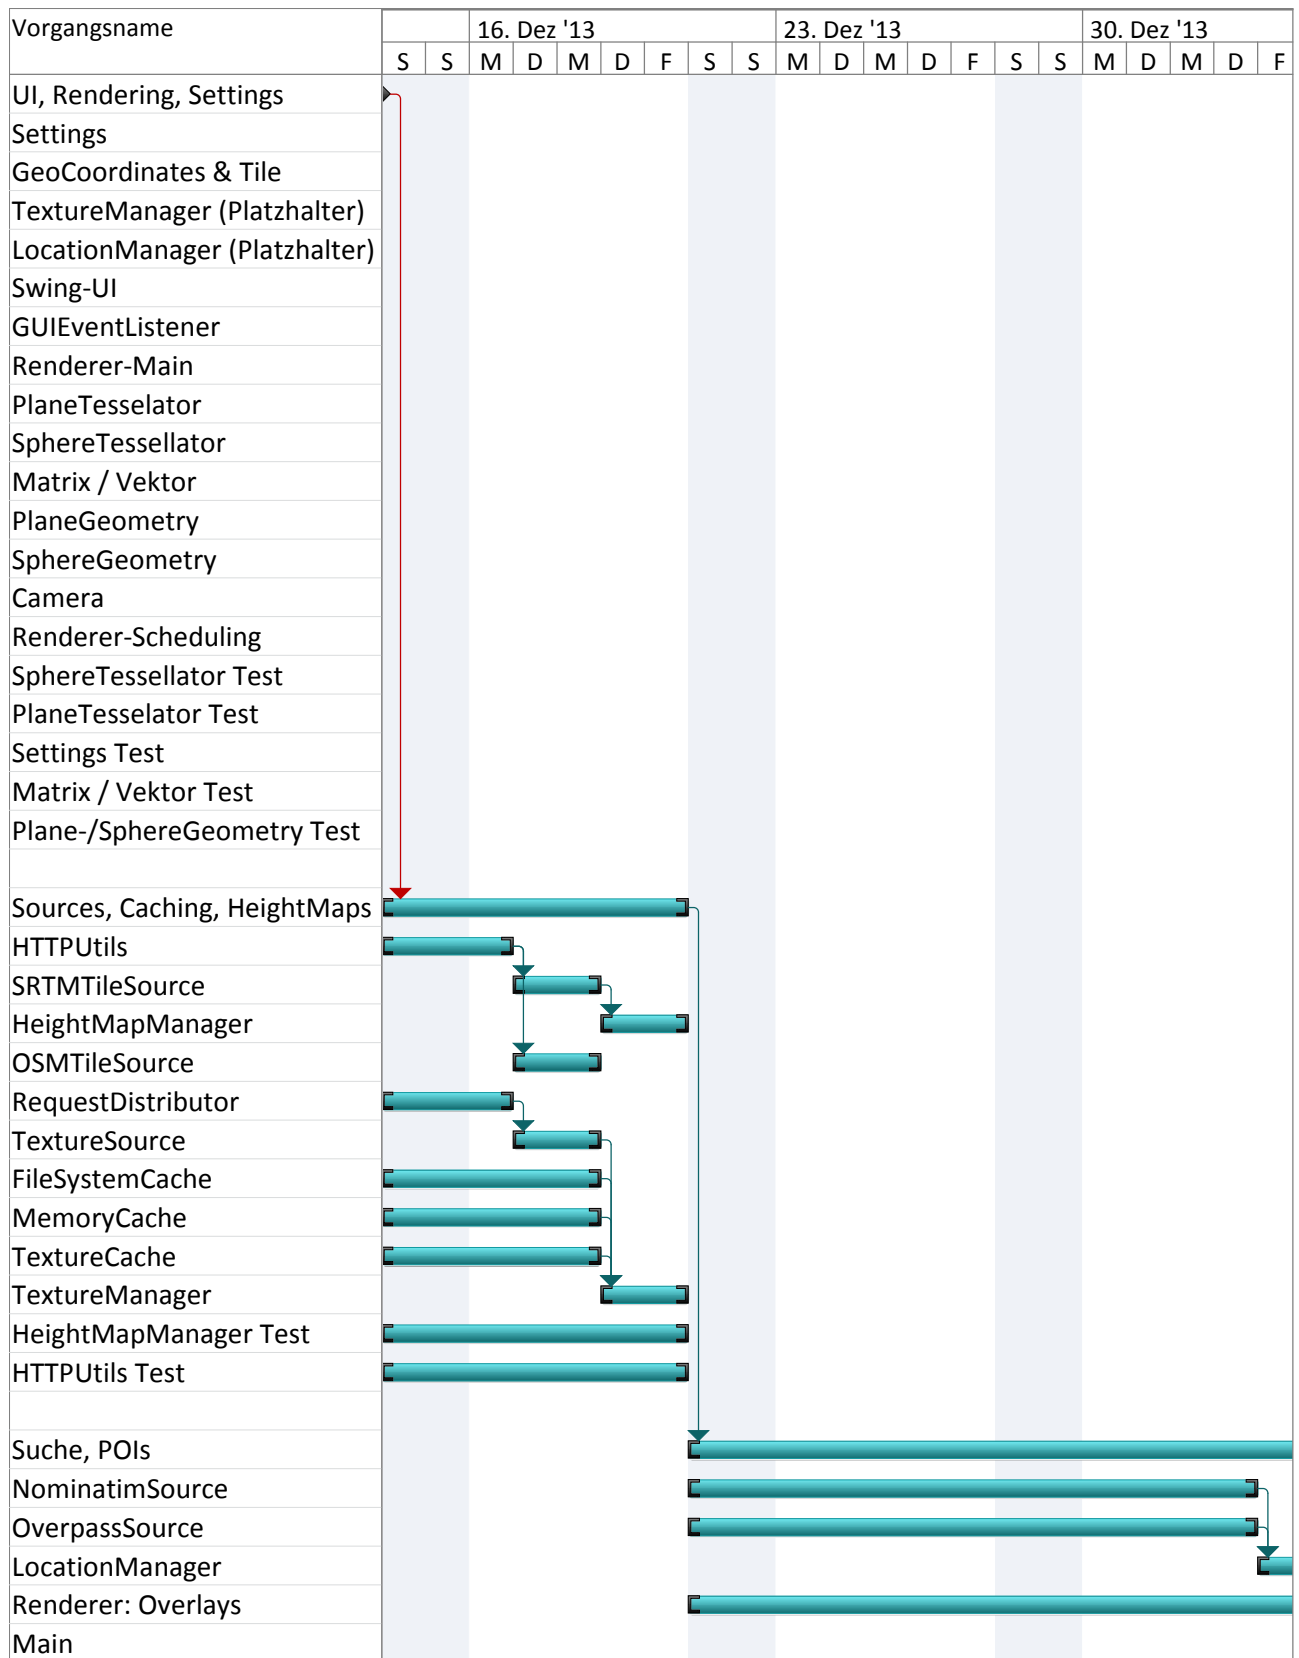 Vorgangsname
16. Dez '13 23. Dez '13 30. Dez '13
S S M D M D F S S M D M D F S S M D M D F
UI, Rendering, Settings
Settings
GeoCoordinates & Tile
TextureManager (Platzhalter)
LocationManager (Platzhalter)
Swing-UI
GUIEventListener
Renderer-Main
PlaneTesselator
SphereTessellator
Matrix / Vektor
PlaneGeometry
SphereGeometry
Camera
Renderer-Scheduling
SphereTessellator Test
PlaneTesselator Test
Settings Test
Matrix / Vektor Test
Plane-/SphereGeometry Test
Sources, Caching, HeightMaps
HTTPUtils
SRTMTileSource
HeightMapManager
OSMTileSource
RequestDistributor
TextureSource
FileSystemCache
MemoryCache
TextureCache
TextureManager
HeightMapManager Test
HTTPUtils Test
Suche, POIs
NominatimSource
OverpassSource
LocationManager
Renderer: Overlays
Main